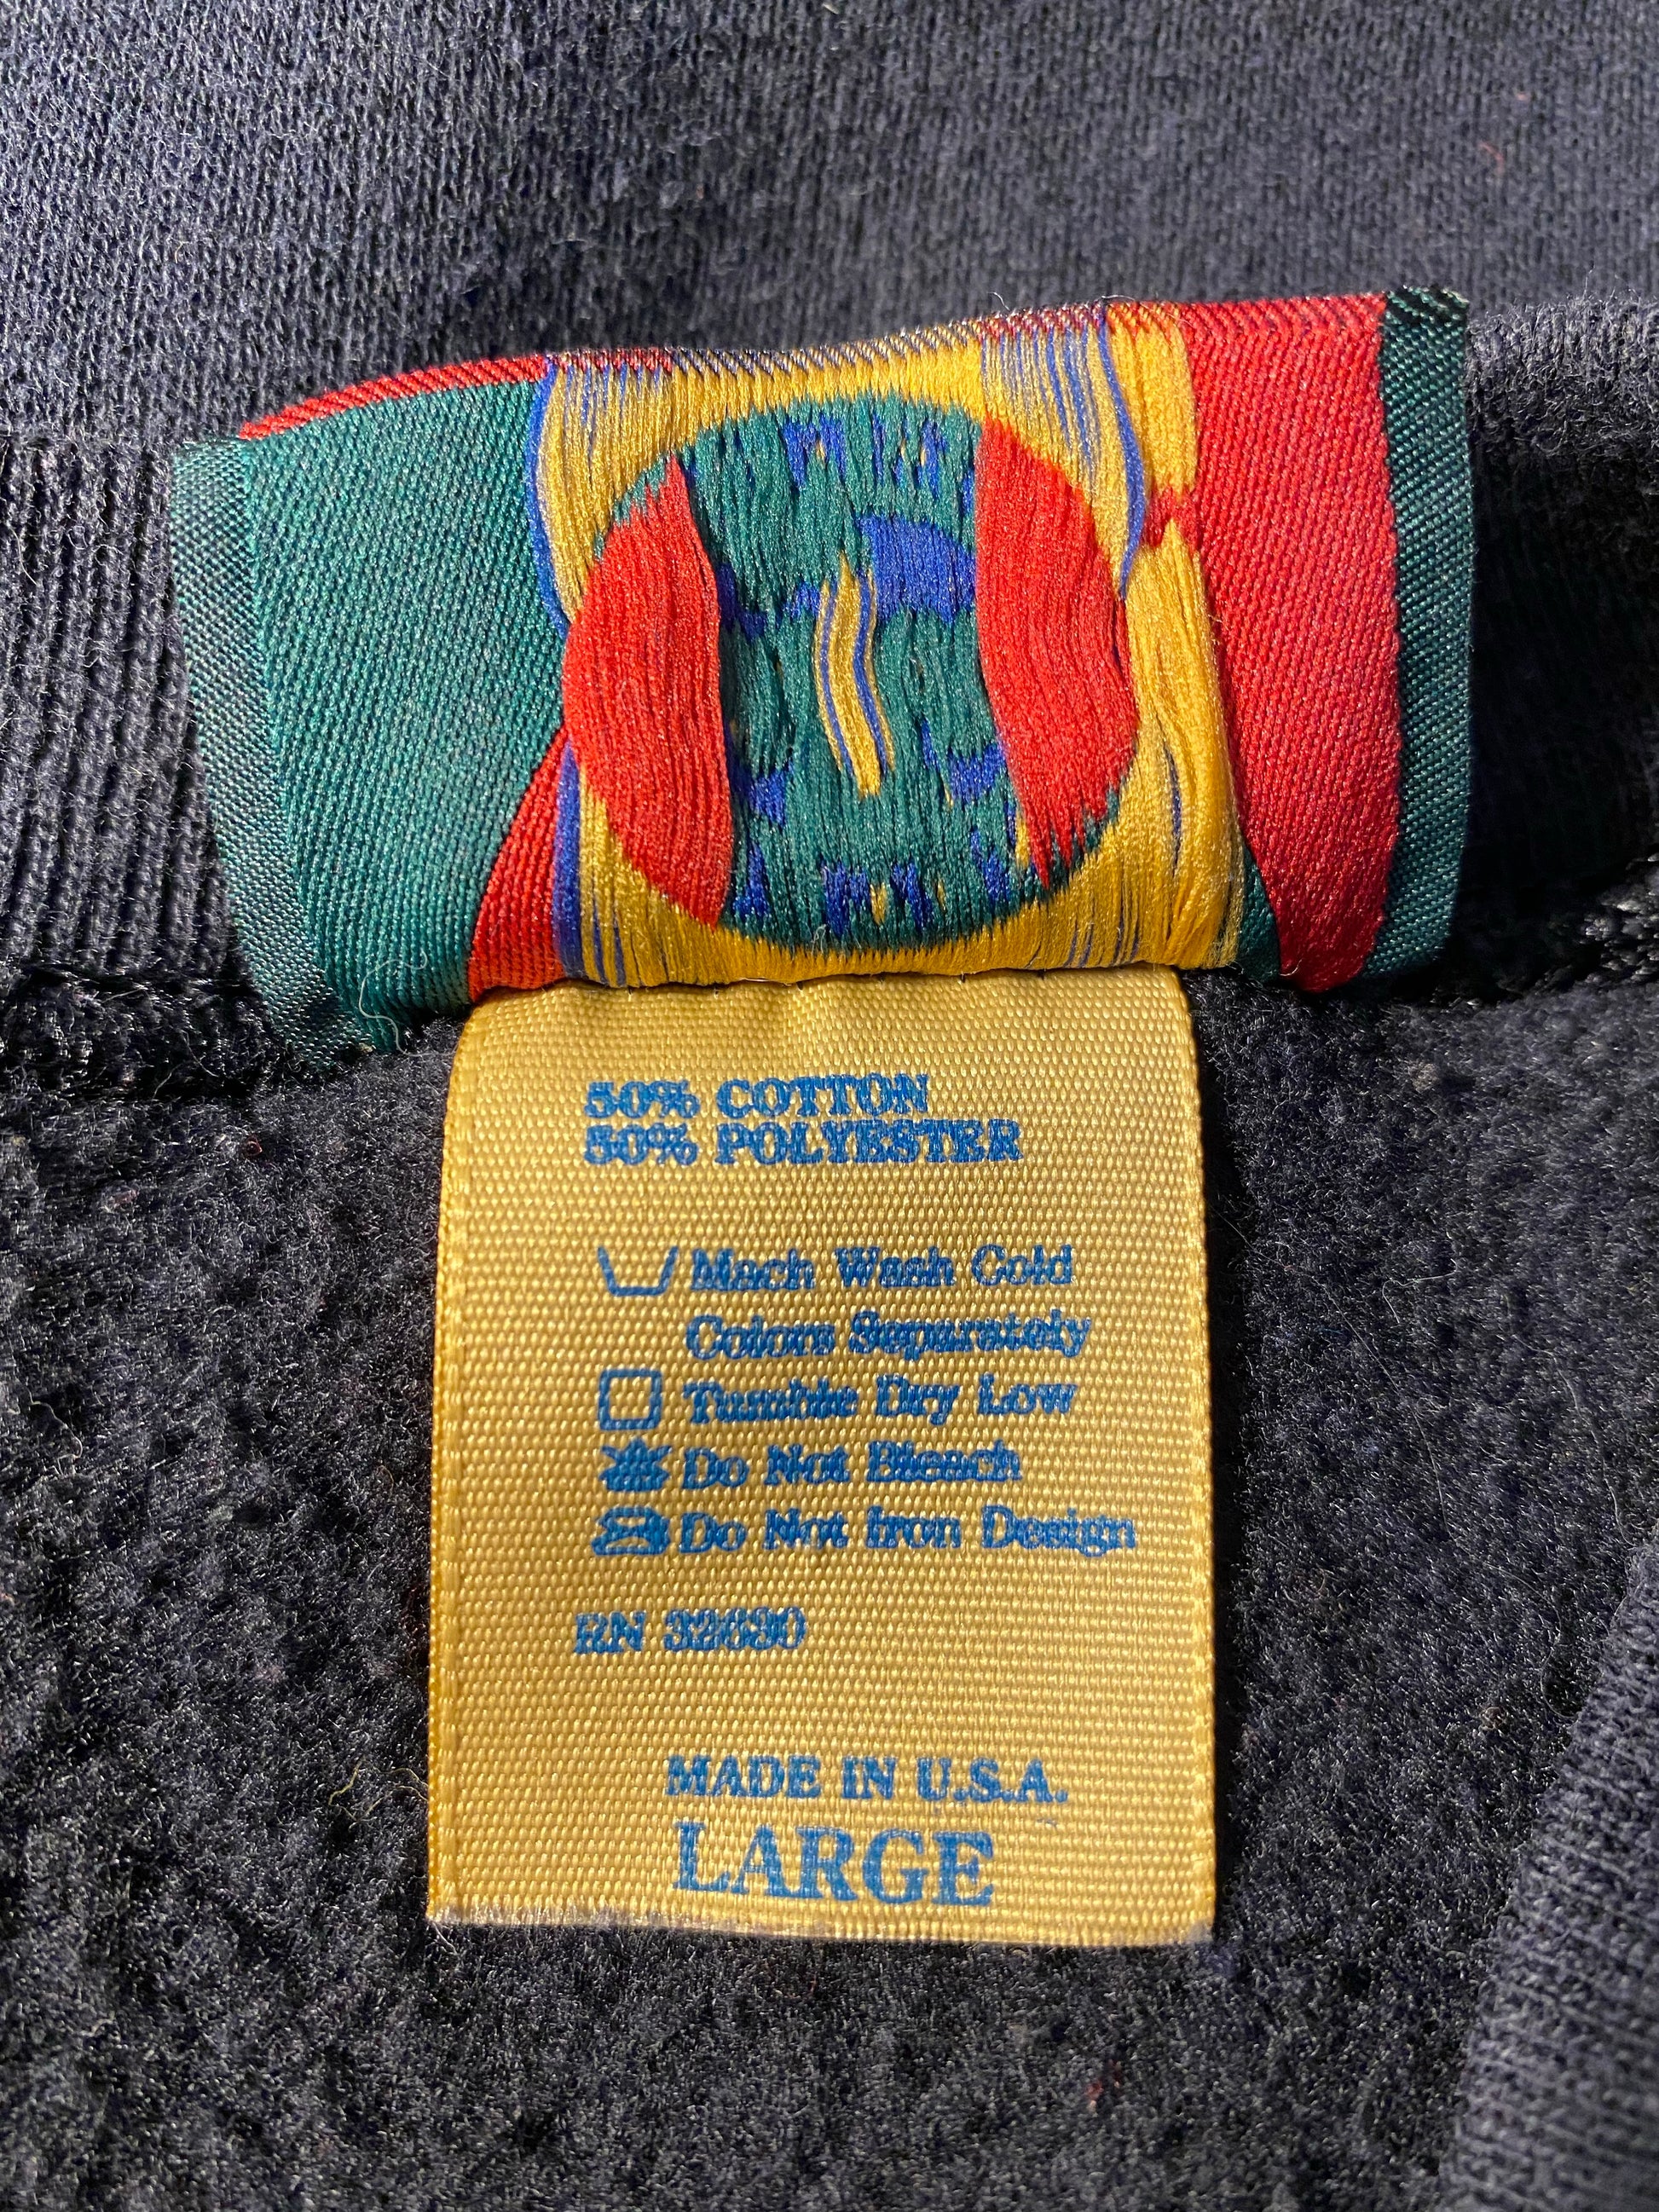 50% COTTON
50% POLYESTER
Mach Wash Cold
Colors Separately
Tumble Dry Low
Do Not Bleach
Do Not Iron Design
RN 32690
MADE IN U.S.A.
LARGE